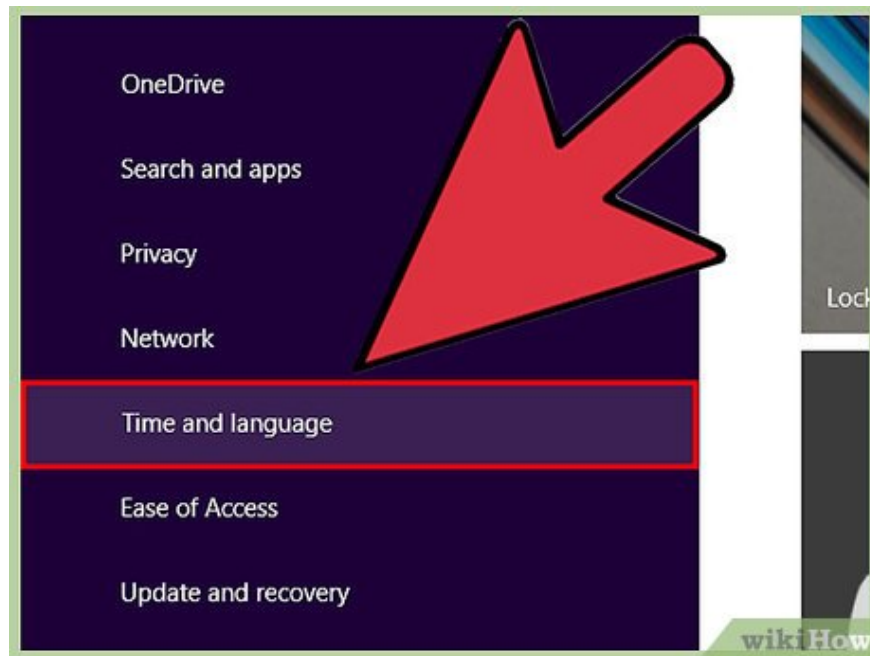 OneDrive
Search and apps
Privacy
Network
Lock
Time and language
Ease of Access
Update and recovery
wikiHow